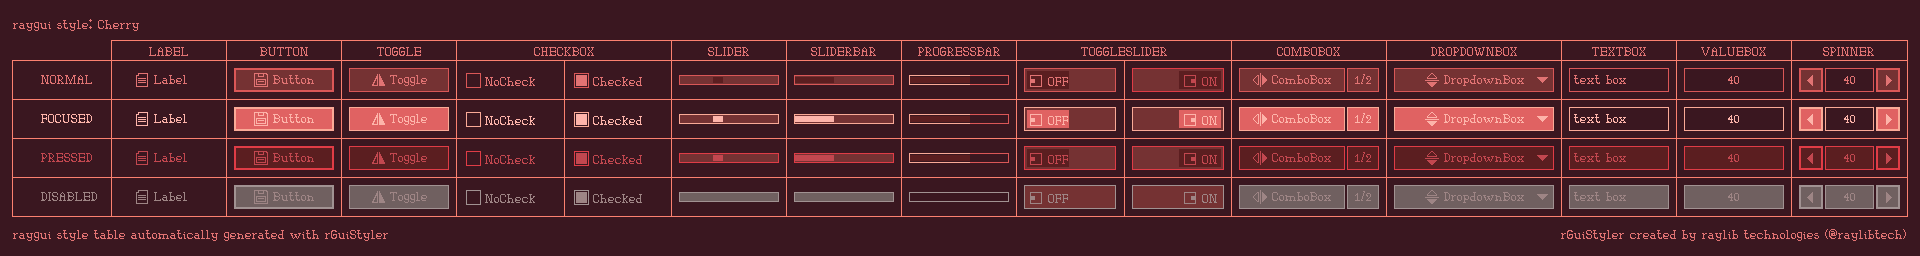 raygui style: Cherry
LABEL BUTTON TOGGLE CHECKBOX SLIDER SLIDERBAR PROGRESSBAR TOGGLESLIDER COMBOBOX DROPDOWNBOX TEXTBOX VALUEBOX SPINNER
NORMAL Label Button Toggle NoCheck Checked OFF ON ComboBox 1/2 DropdownBox text box 40 40
FOCUSED Label Button Toggle NoCheck Checked OFF ON ComboBox 1/2 DropdownBox text box 40 40
PRESSED Label Button Toggle NoCheck Checked OFF ON ComboBox 1/2 DropdownBox text box 40 40
DISABLED Label Button Toggle NoCheck Checked OFF ON ComboBox 1/2 DropdownBox text box 40 40
raygui style table automatically generated with rGuiStyler
rGuiStyler created by raylib technologies (@raylibtech)